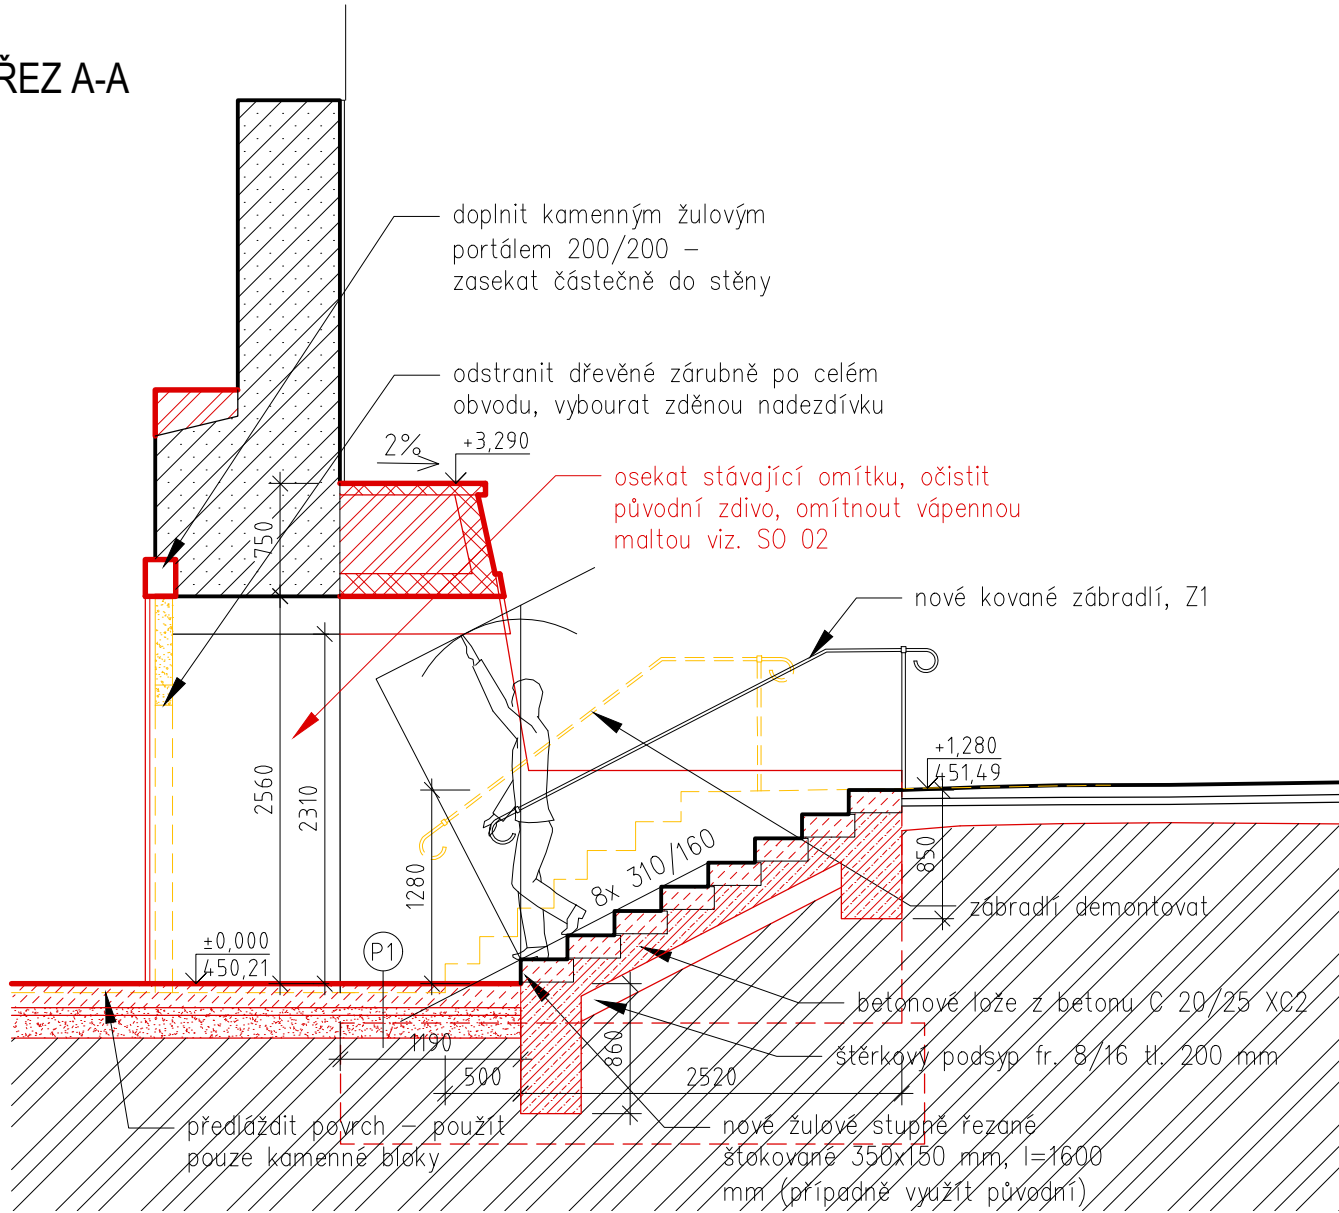 ŘEZ A-A
doplnit kamenným žulovým
portálem 200/200 –
zasekat částečně do stěny
odstranit dřevěné zárubně po celém
obvodu, vybourat zděnou nadezdívku
2%
+3,290
osekat stávající omítku, očistit
původní zdivo, omítnout vápennou
maltou viz. SO 02
750
nové kované zábradlí, Z1
+1,280
451,49
2560
2310
1280
8x 310/160
850
zábradlí demontovat
±0,000
450,21
P1
betonové lože z betonu C 20/25 XC2
štěrkový podsyp fr. 8/16 tl. 200 mm
1190
860
500
2520
předláždit povrch – použít
pouze kamenné bloky
nové žulové stupně řezané
štokované 350x150 mm, l=1600
mm (případně využít původní)